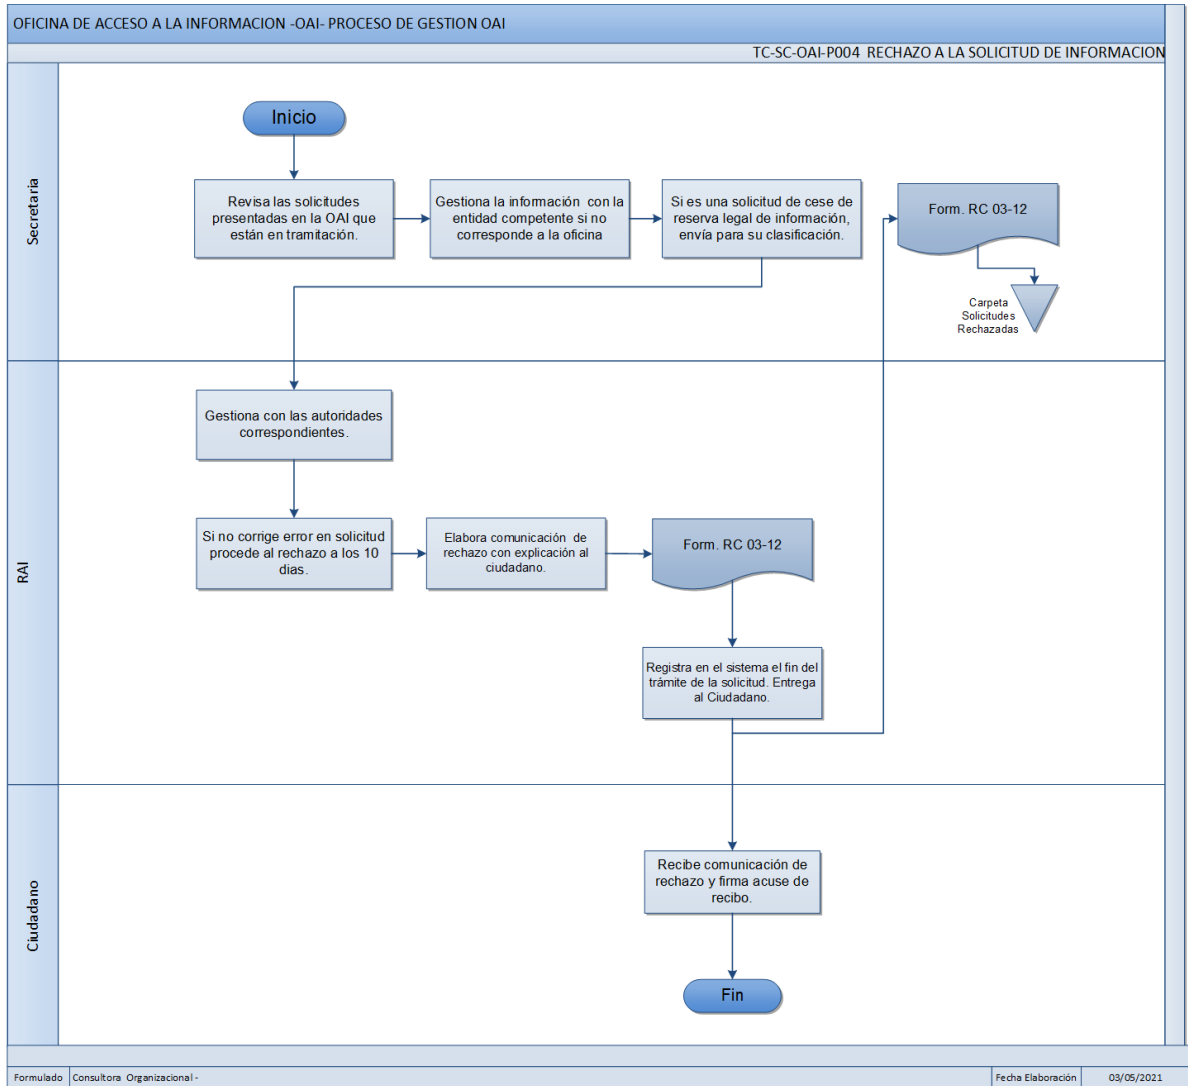 OFICINA DE ACCESO A LA INFORMACION -OAI- PROCESO DE GESTION OAI
TC-SC-OAI-P004 RECHAZO A LA SOLICITUD DE INFORMACION
Secretaria
Inicio
Revisa las solicitudes
presentadas en la OAI que
están en tramitación.
Gestiona la información con la
entidad competente si no
corresponde a la oficina
Si es una solicitud de cese de
reserva legal de información,
envía para su clasificación.
Form. RC 03-12
Carpeta
Solicitudes
Rechazadas
RAI
Gestiona con las autoridades
correspondientes.
Si no corrige error en solicitud
procede al rechazo a los 10
dias.
Elabora comunicación de
rechazo con explicación al
ciudadano.
Form. RC 03-12
Registra en el sistema el fin del
trámite de la solicitud. Entrega
al Ciudadano.
Ciudadano
Recibe comunicación de
rechazo y firma acuse de
recibo.
Fin
Formulado
Consultora Organizacional -
Fecha Elaboración
03/05/2021